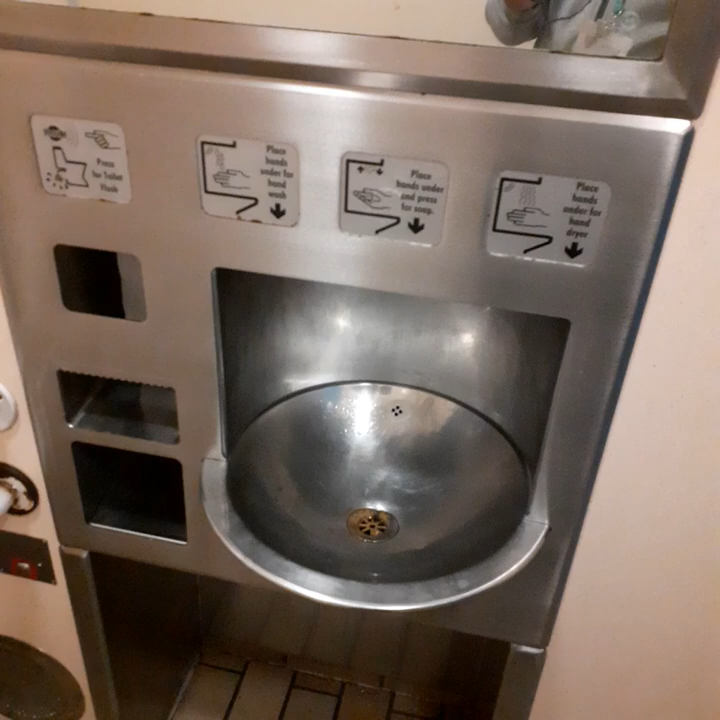 Press
for Toilet
Flush
Place
hands
under for
hand
wash
Place
hands under
and press
for soap.
Place
hands
under for
hand
dryer